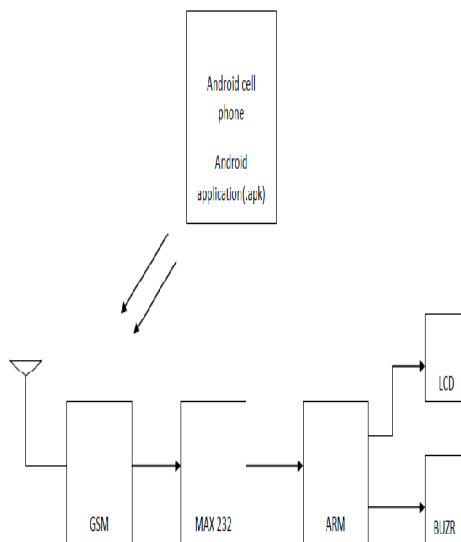 Android cell
phone
Android
application(.apk)
LCD
GSM
MAX 232
ARM
BUZR